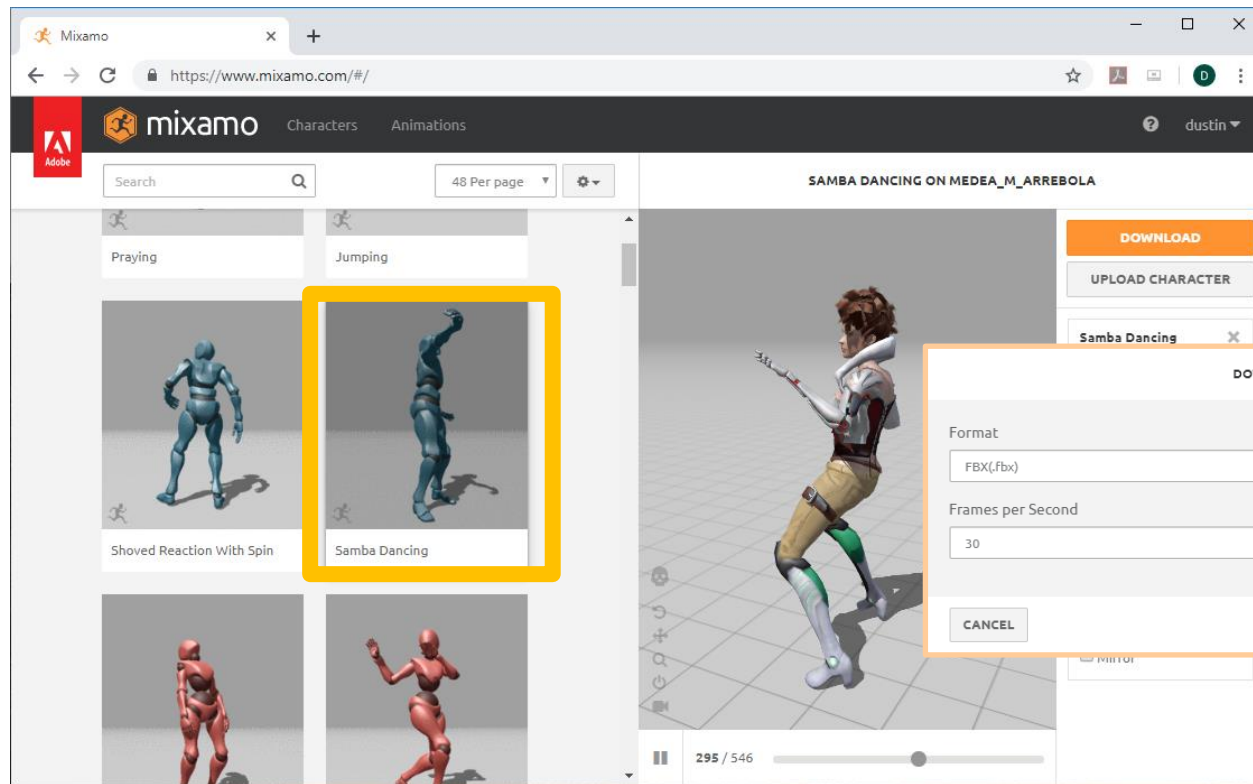 Mixamo
https://www.mixamo.com/#/
D
Adobe
mixamo Characters Animations
dustin
Search
48 Per page
SAMBA DANCING ON MEDEA_M_ARREBOLA
Praying
Jumping
DOWNLOAD
UPLOAD CHARACTER
Shoved Reaction With Spin
Samba Dancing
Samba Dancing
DO
Format
FBX(.fbx)
Frames per Second
30
CANCEL
Mirror
295 / 546